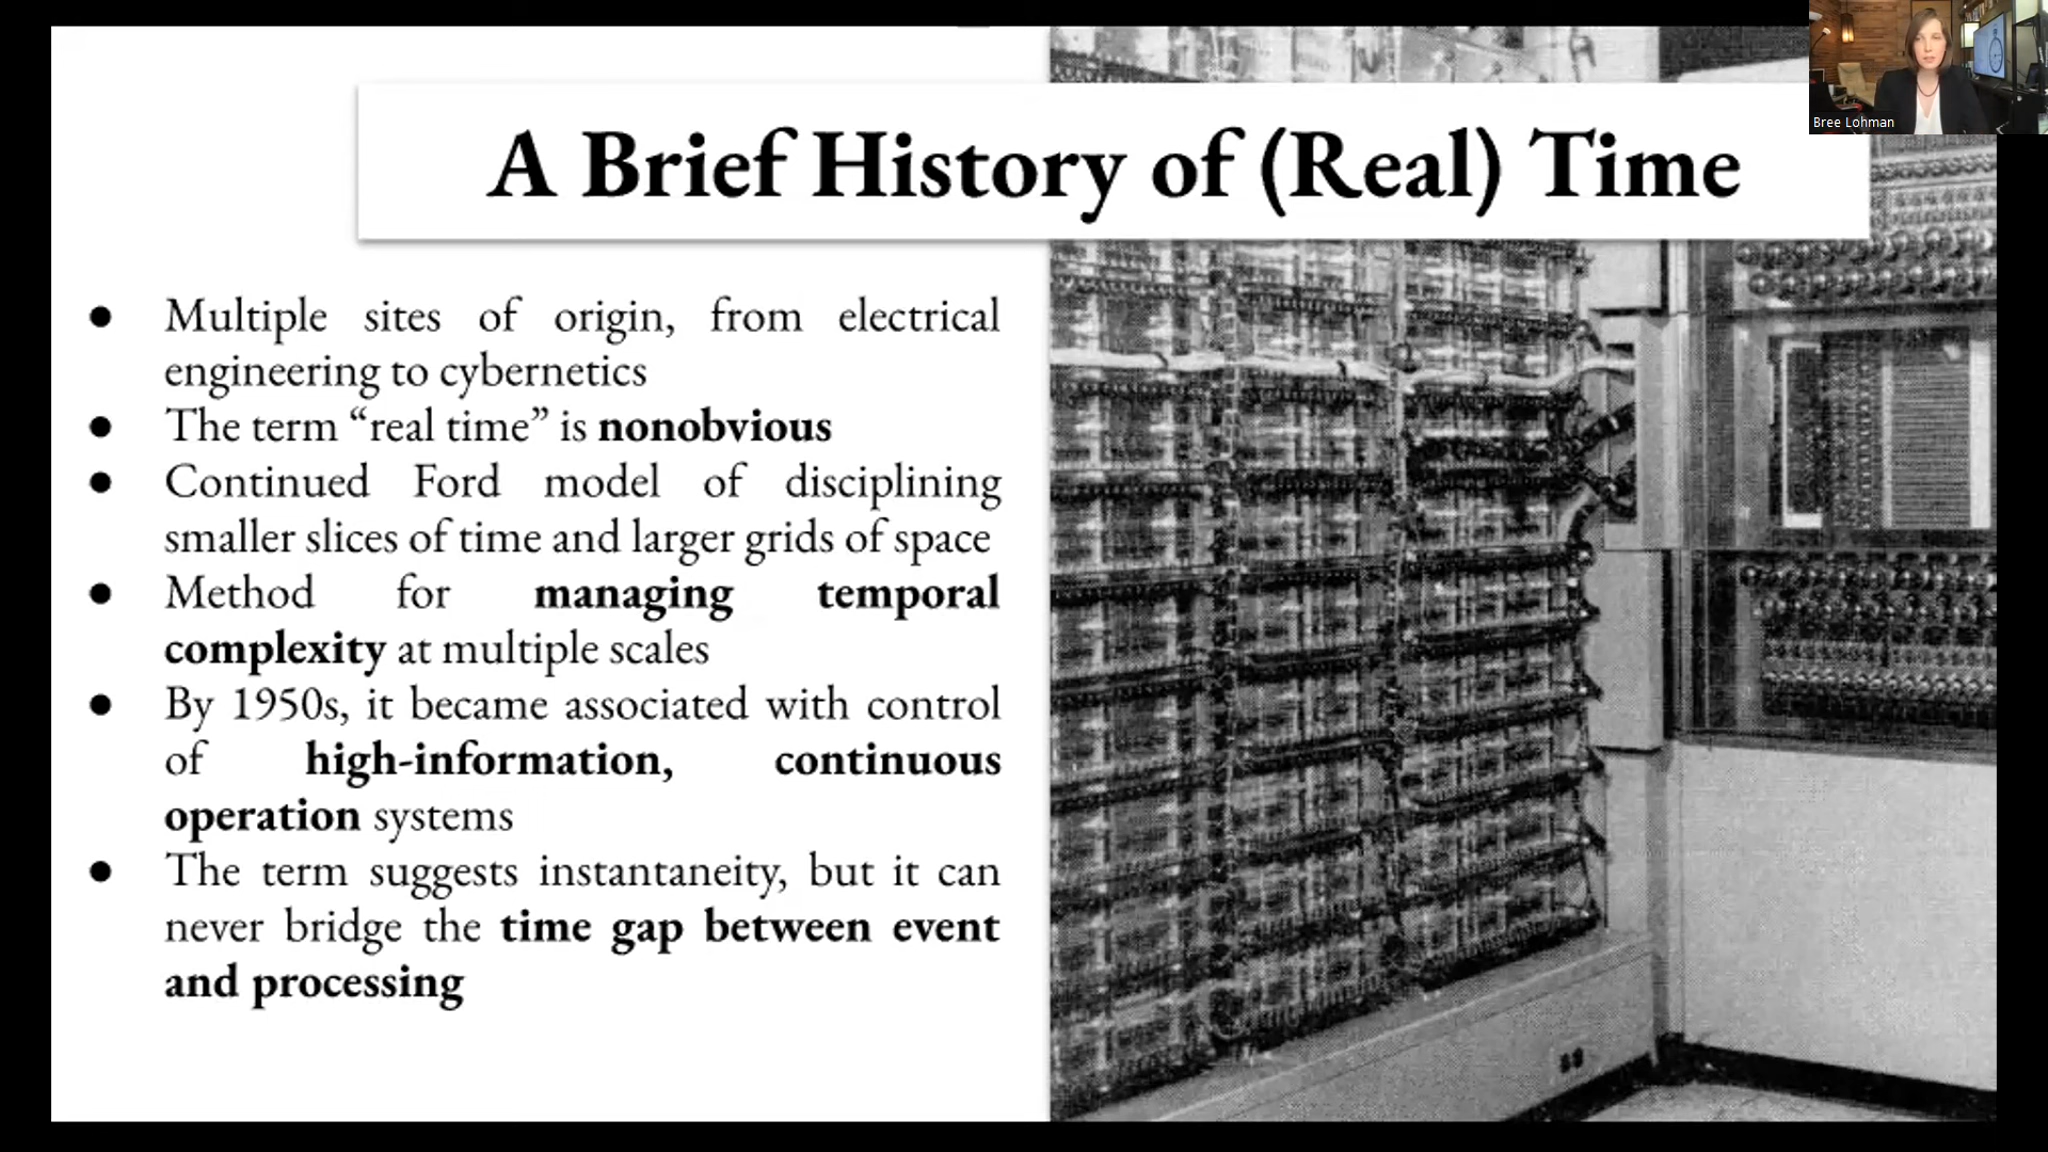 Bree Lohman
A Brief History of (Real) Time
● Multiple sites of origin, from electrical
engineering to cybernetics
● The term “real time” is nonobvious
● Continued Ford model of disciplining
smaller slices of time and larger grids of space
● Method for managing temporal
complexity at multiple scales
● By 1950s, it became associated with control
of high-information, continuous
operation systems
● The term suggests instantaneity, but it can
never bridge the time gap between event
and processing